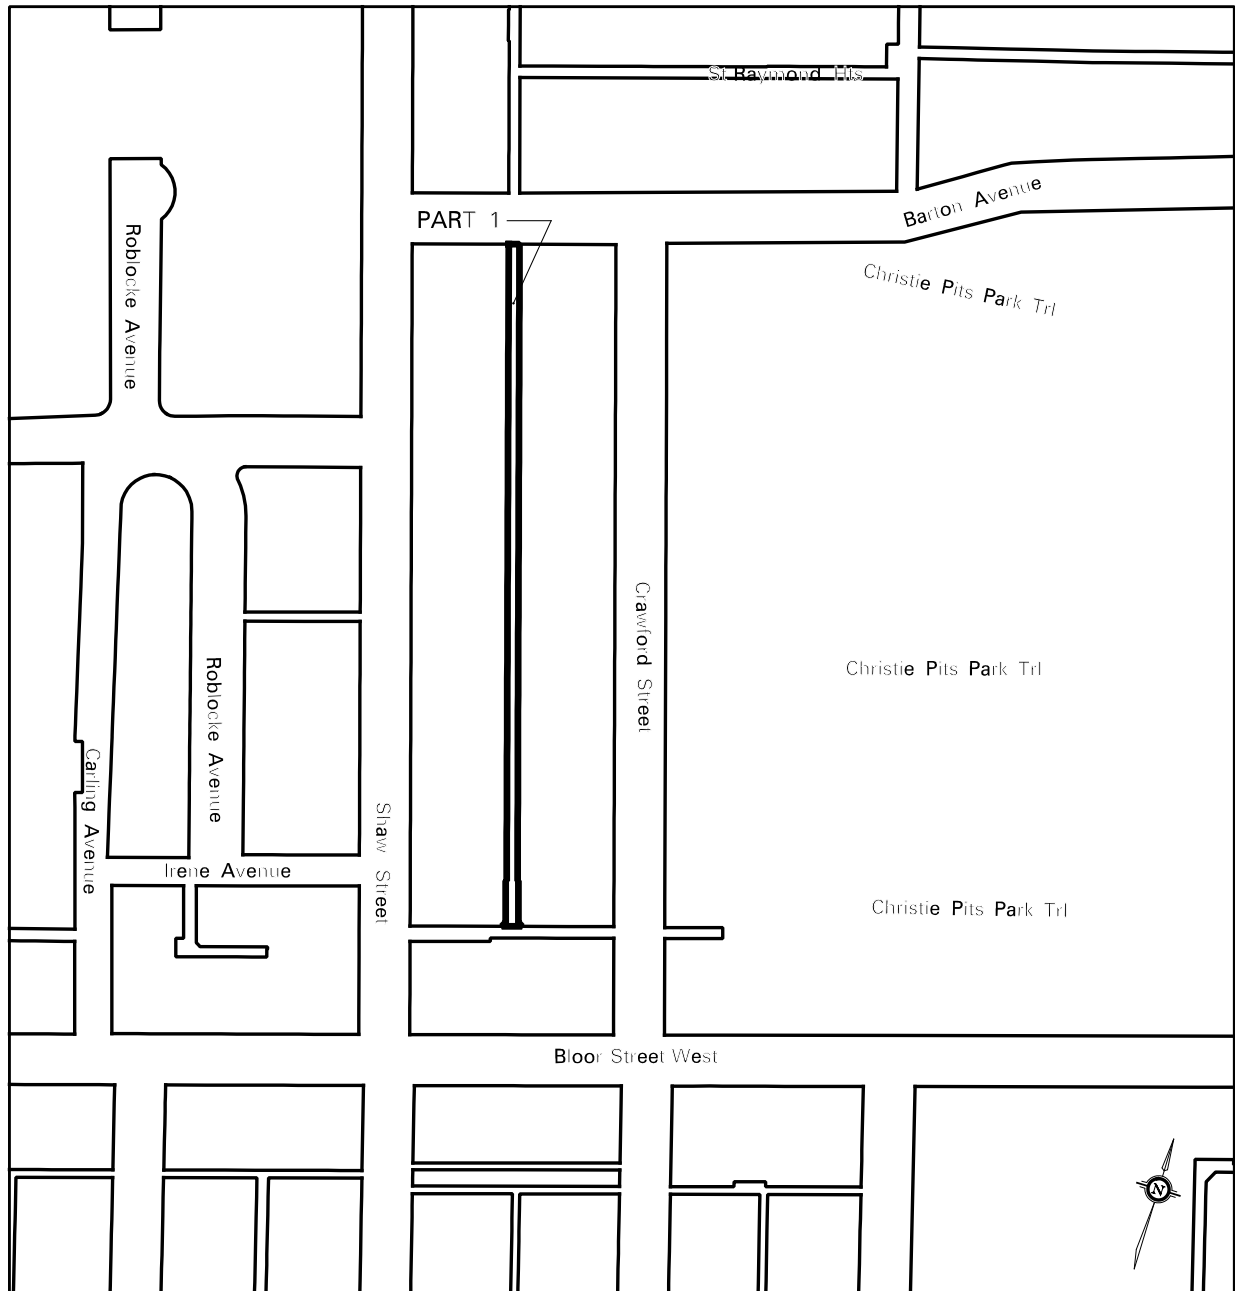 St Raymond Hts
Barton Avenue
PART 1
Christie Pits Park Trl
Roblocke Avenue
Crawford Street
Roblocke Avenue
Christie Pits Park Trl
Carling Avenue
Shaw Street
Irene Avenue
Christie Pits Park Trl
Bloor Street West
N